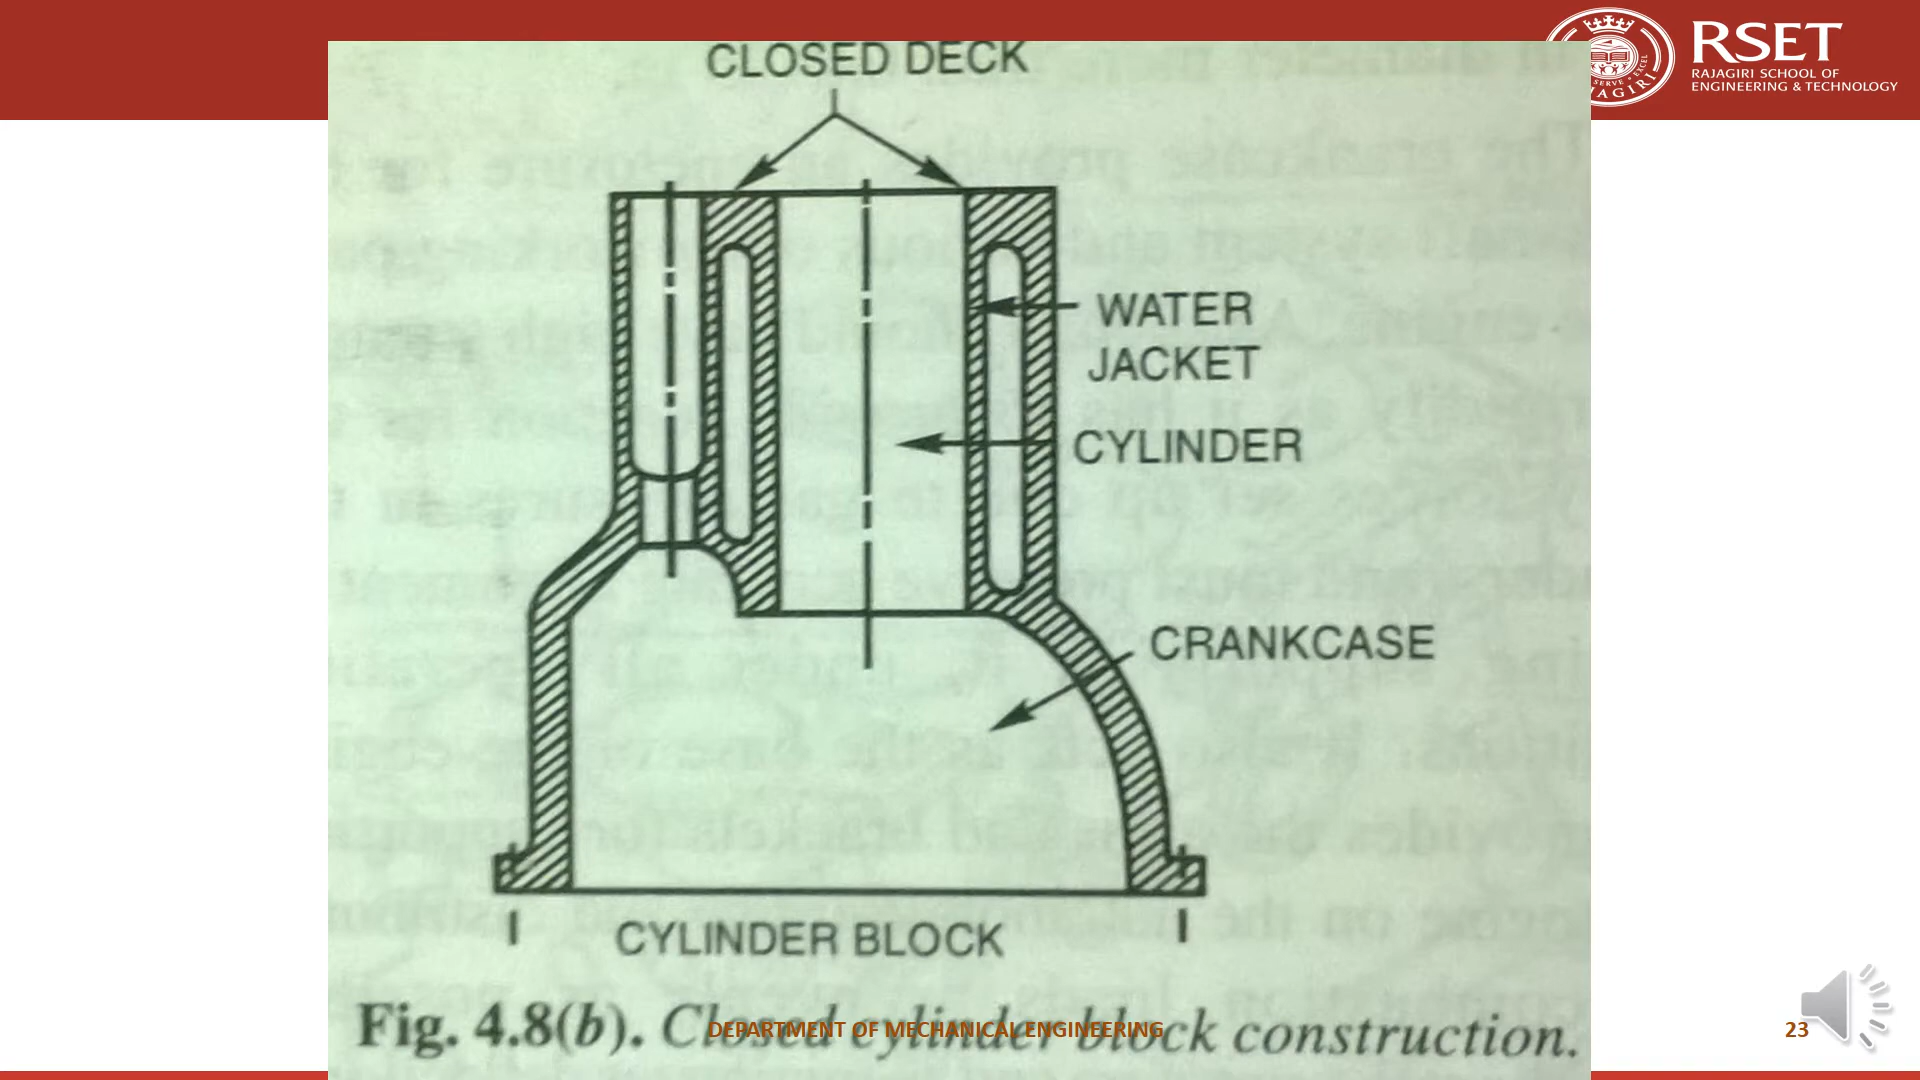 CLOSED DECK
RSET
RAJAGIRI SCHOOL OF
ENGINEERING & TECHNOLOGY
WATER
JACKET
CYLINDER
CRANKCASE
CYLINDER BLOCK
Fig. 4.8(b). Closed cylinder block construction.
DEPARTMENT OF MECHANICAL ENGINEERING
23